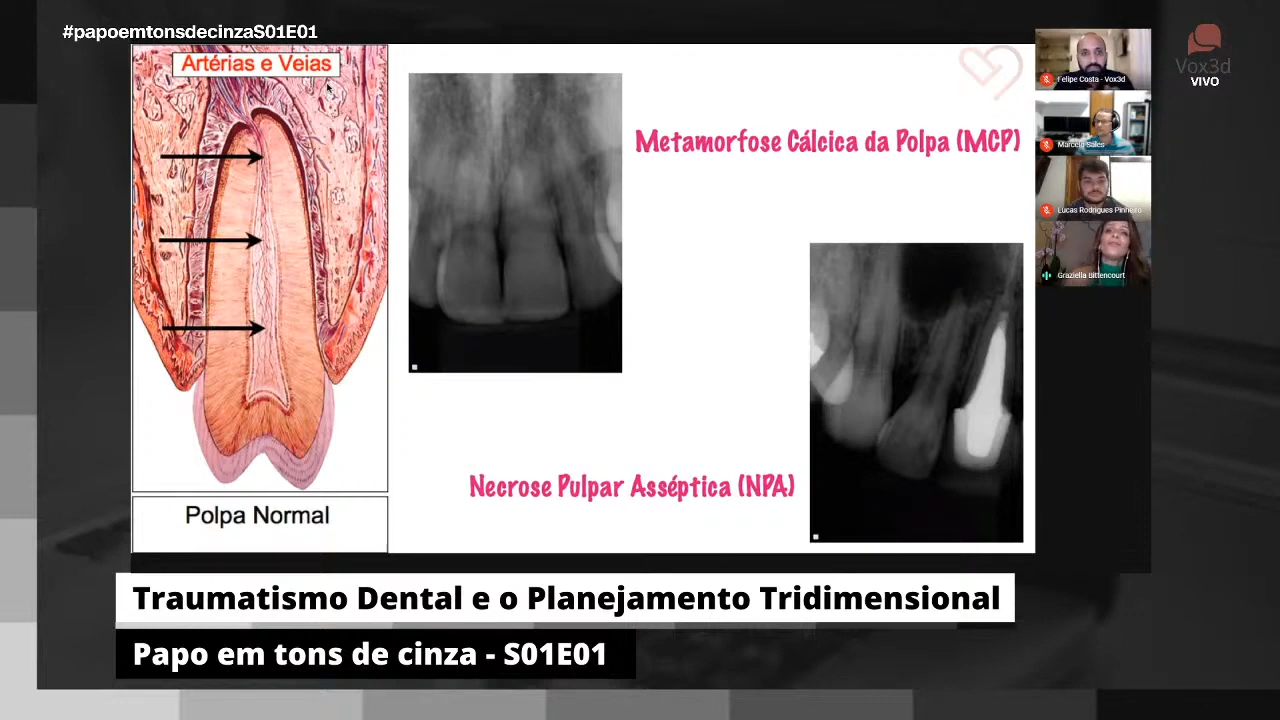 #papoemtonsdecinzaS01E01
Artérias e Veias
Metamorfose Cálcica da Polpa (MCP)
Necrose Pulpar Asséptica (NPA)
Polpa Normal
Felipe Costa - Vox3d
Marcelo Sales
Lucas Rodrigues Pinheiro
Graziella Bittencourt
Vox3d
VIVO
Traumatismo Dental e o Planejamento Tridimensional
Papo em tons de cinza - S01E01